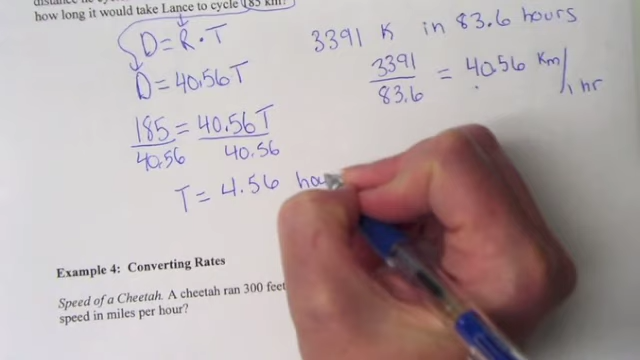 how long it would take Lance to cycle 185 km?
D = R · T
D = 40.56T
185 = 40.56T
40.56 40.56
T = 4.56 hou
3391 K in 83.6 hours
3391
83.6
= 40.56 Km/hr
Example 4: Converting Rates
Speed of a Cheetah. A cheetah ran 300 feet
speed in miles per hour?